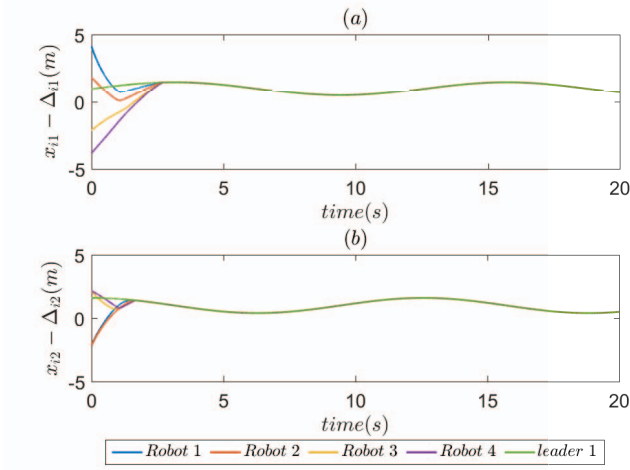 (a)
5
0
-5
x_{i1} − Δ_{i1}(m)
0 5 10 15 20
time(s)
(b)
5
0
-5
x_{i2} − Δ_{i2}(m)
0 5 10 15 20
time(s)
Robot 1 Robot 2 Robot 3 Robot 4 leader 1